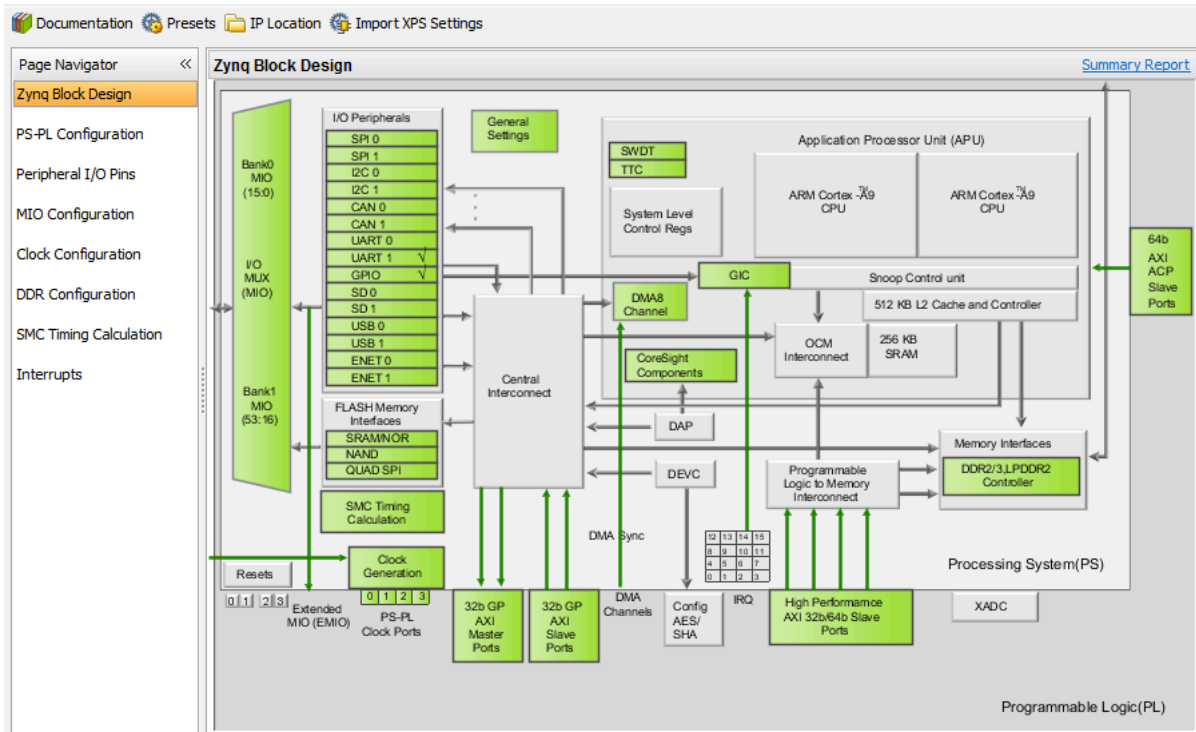 Documentation Presets IP Location Import XPS Settings
Page Navigator «
Zynq Block Design
PS-PL Configuration
Peripheral I/O Pins
MIO Configuration
Clock Configuration
DDR Configuration
SMC Timing Calculation
Interrupts
Zynq Block Design
Summary Report
Bank0
MIO
(15:0)
I/O
MUX
(MIO)
Bank1
MIO
(53:16)
I/O Peripherals
SPI 0
SPI 1
I2C 0
I2C 1
CAN 0
CAN 1
UART 0
UART 1 √
GPIO √
SD 0
SD 1
USB 0
USB 1
ENET 0
ENET 1
FLASH Memory
Interfaces
SRAM/NOR
NAND
QUAD SPI
SMC Timing
Calculation
General
Settings
Application Processor Unit (APU)
SWDT
TTC
System Level
Control Regs
ARM Cortex -A9
TM
CPU
ARM Cortex -A9
TM
CPU
GIC
Snoop Control unit
DMA8
Channel
512 KB L2 Cache and Controller
OCM
Interconnect
256 KB
SRAM
CoreSight
Components
Central
Interconnect
DAP
DEVC
Programmable
Logic to Memory
Interconnect
Memory Interfaces
DDR2/3,LPDDR2
Controller
64b
AXI
ACP
Slave
Ports
DMA Sync
12 13 14 15
8 9 10 11
4 5 6 7
0 1 2 3
IRQ
Processing System(PS)
Resets
0 1 2 3
Extended
MIO (EMIO)
Clock
Generation
0 1 2 3
PS-PL
Clock Ports
32b GP
AXI
Master
Ports
32b GP
AXI
Slave
Ports
DMA
Channels
Config
AES/
SHA
High Performamce
AXI 32b/64b Slave
Ports
XADC
Programmable Logic(PL)